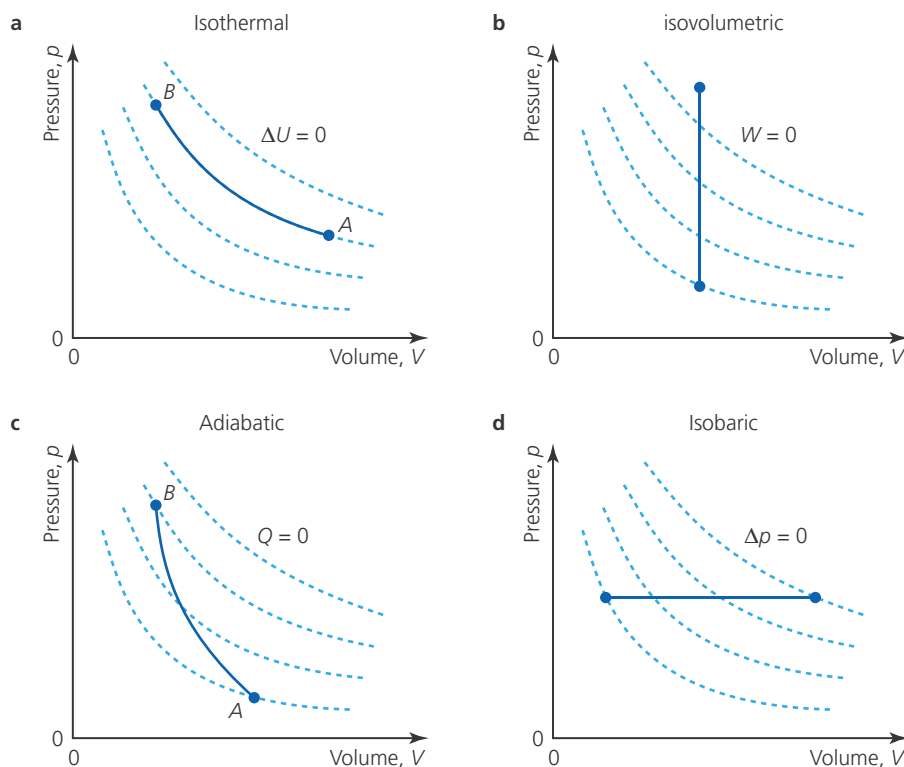 a Isothermal
Pressure, p
B
ΔU = 0
A
0
0
Volume, V
b isovolumetric
Pressure, p
W = 0
0
0
Volume, V
c Adiabatic
Pressure, p
B
Q = 0
A
0
0
Volume, V
d Isobaric
Pressure, p
Δp = 0
0
0
Volume, V